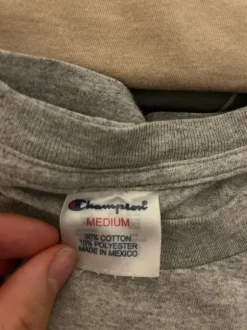 Champion
MEDIUM
90% COTTON
10% POLYESTER
MADE IN MEXICO